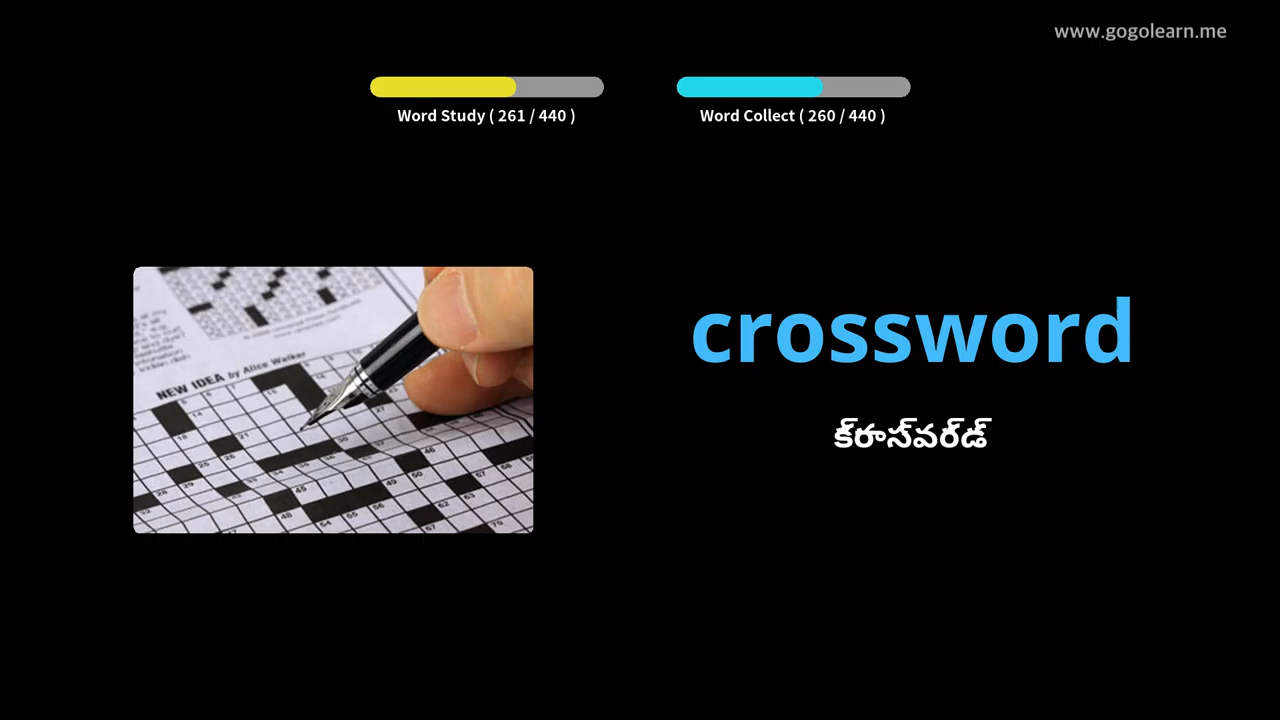 www.gogolearn.me
Word Study ( 261 / 440 )
Word Collect ( 260 / 440 )
NEW IDEA by Alice Walker
crossword
క్రాస్‌వర్డ్